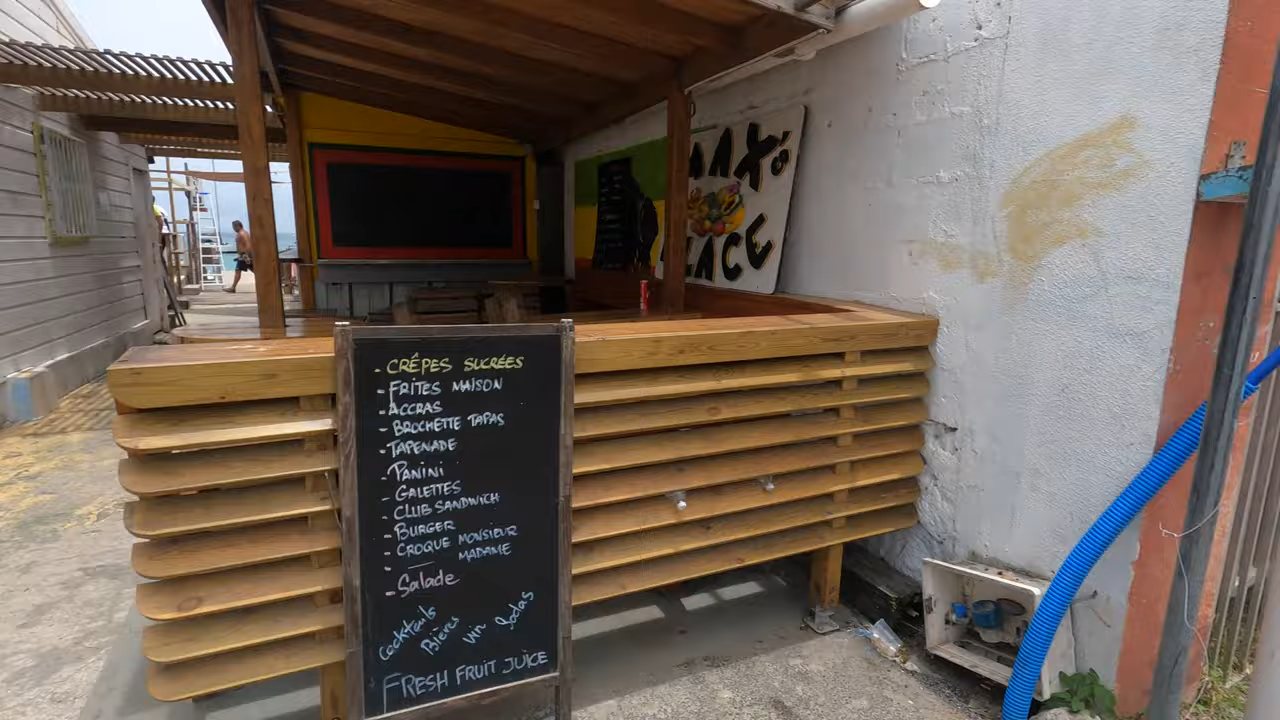 - CRÊPES SUCRÉES
- FRITES MAISON
- ACCRAS
- BROCHETTE TAPAS
- TAPENADE
- PANINI
- GALETTES
- CLUB SANDWICH
- BURGER
- CROQUE MONSIEUR
MADAME
- Salade
Cocktails
Bières
Vin
Sodas
FRESH FRUIT JUICE